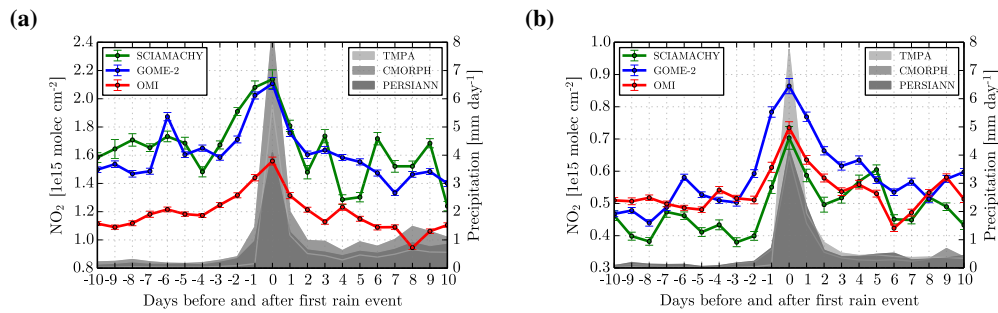 (a)
NO2 [1e15 molec cm−2]
2.4
2.2
2.0
1.8
1.6
1.4
1.2
1.0
0.8
SCIAMACHY
GOME-2
OMI
TMPA
CMORPH
PERSIANN
8
7
6
5
4
3
2
1
0
Precipitation [mm day−1]
-10 -9 -8 -7 -6 -5 -4 -3 -2 -1 0 1 2 3 4 5 6 7 8 9 10
Days before and after first rain event
(b)
NO2 [1e15 molec cm−2]
1.0
0.9
0.8
0.7
0.6
0.5
0.4
0.3
SCIAMACHY
GOME-2
OMI
TMPA
CMORPH
PERSIANN
8
7
6
5
4
3
2
1
0
Precipitation [mm day−1]
-10 -9 -8 -7 -6 -5 -4 -3 -2 -1 0 1 2 3 4 5 6 7 8 9 10
Days before and after first rain event